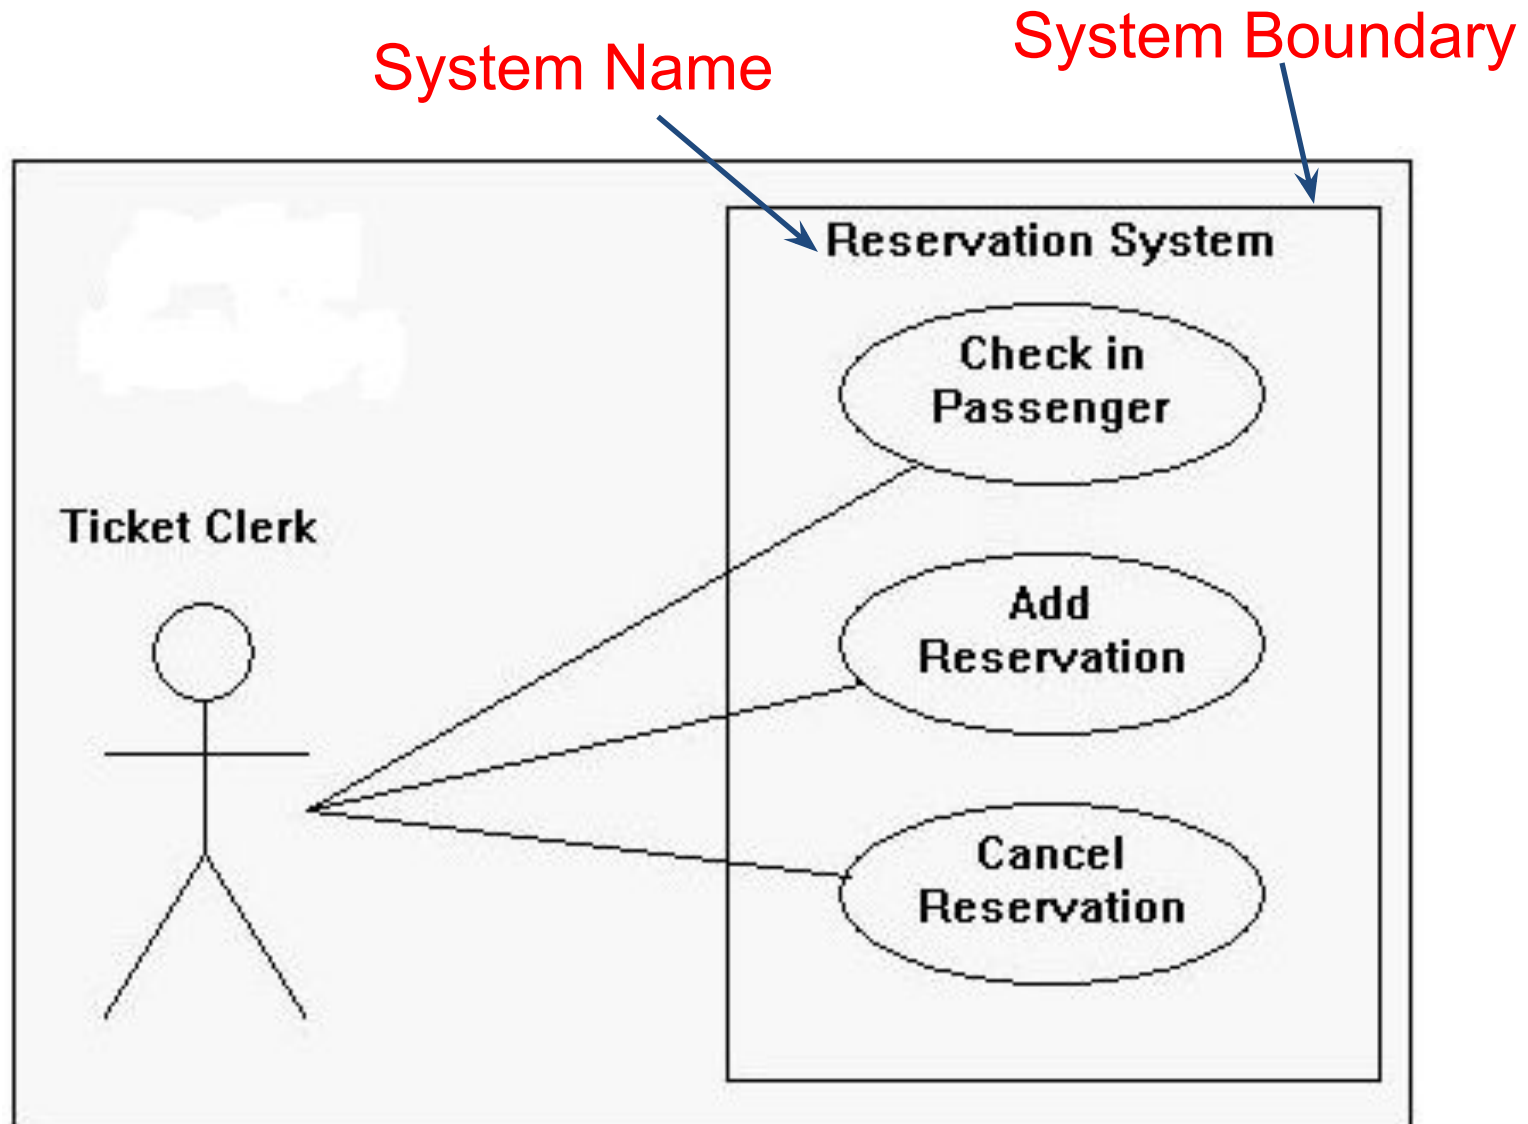 System Boundary
System Name
Reservation System
Check in
Passenger
Ticket Clerk
Add
Reservation
Cancel
Reservation